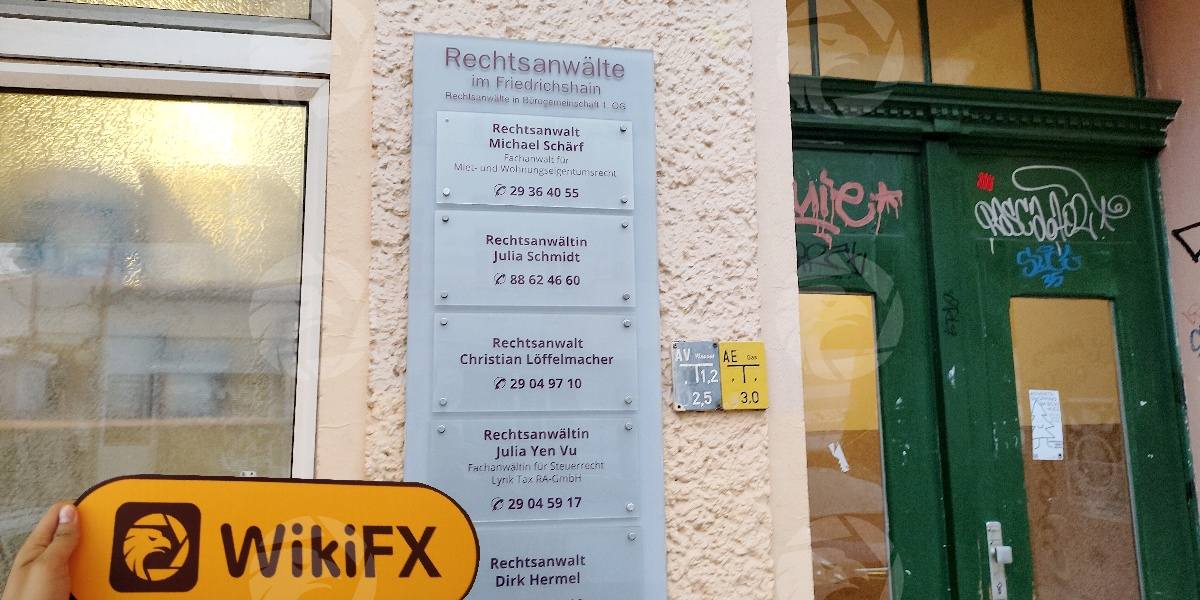 Rechtsanwälte
im Friedrichshain
Rechtsanwälte in Bürogemeinschaft 1. OG
Rechtsanwalt
Michael Schärf
Fachanwalt für
Miet- und Wohnungseigentumsrecht
✆ 29 36 40 55
Rechtsanwältin
Julia Schmidt
✆ 88 62 46 60
Rechtsanwalt
Christian Löffelmacher
✆ 29 04 97 10
Rechtsanwältin
Julia Yen Vu
Fachanwältin für Steuerrecht
Lynk Tax RA-GmbH
✆ 29 04 59 17
Rechtsanwalt
Dirk Hermel
AV Wasser
1,2
2,5
AE Gas
3,0
WikiFX